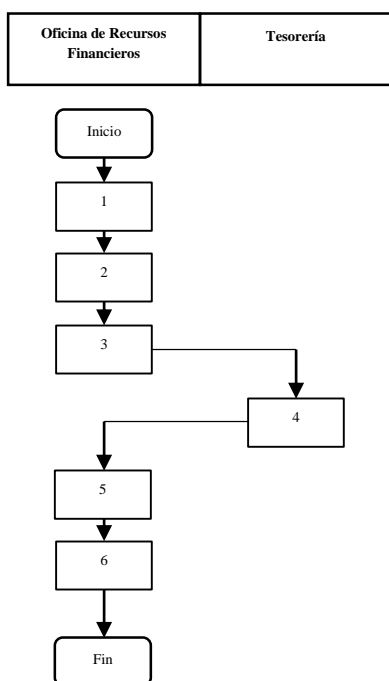 Oficina de Recursos
Financieros
Tesorería
Inicio
1
2
3
4
5
6
Fin